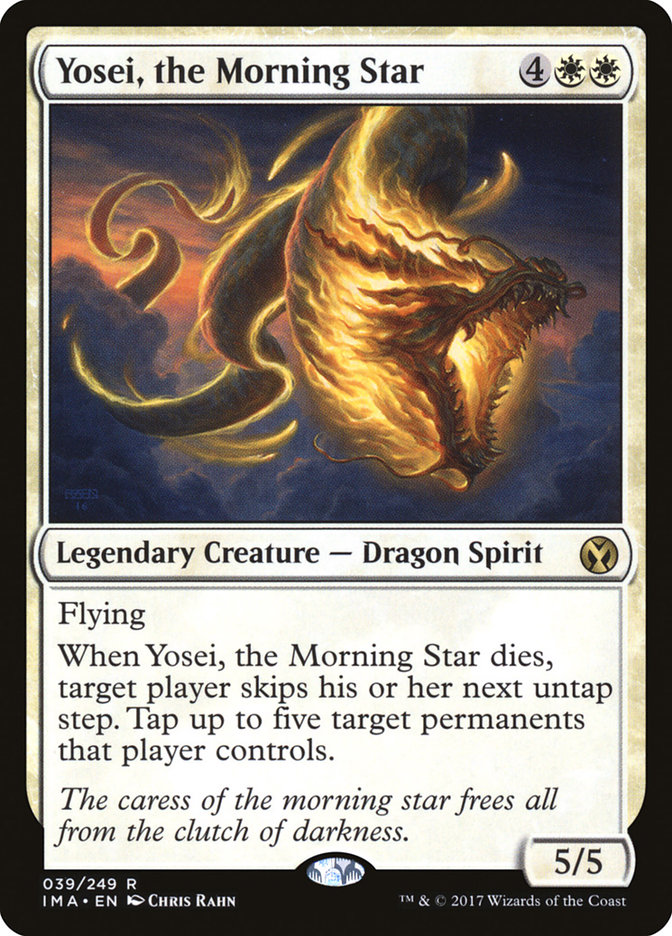 Yosei, the Morning Star 4
Legendary Creature — Dragon Spirit
Flying
When Yosei, the Morning Star dies,
target player skips his or her next untap
step. Tap up to five target permanents
that player controls.
The caress of the morning star frees all
from the clutch of darkness.
5/5
039/249 R
IMA • EN Chris Rahn
™ & © 2017 Wizards of the Coast